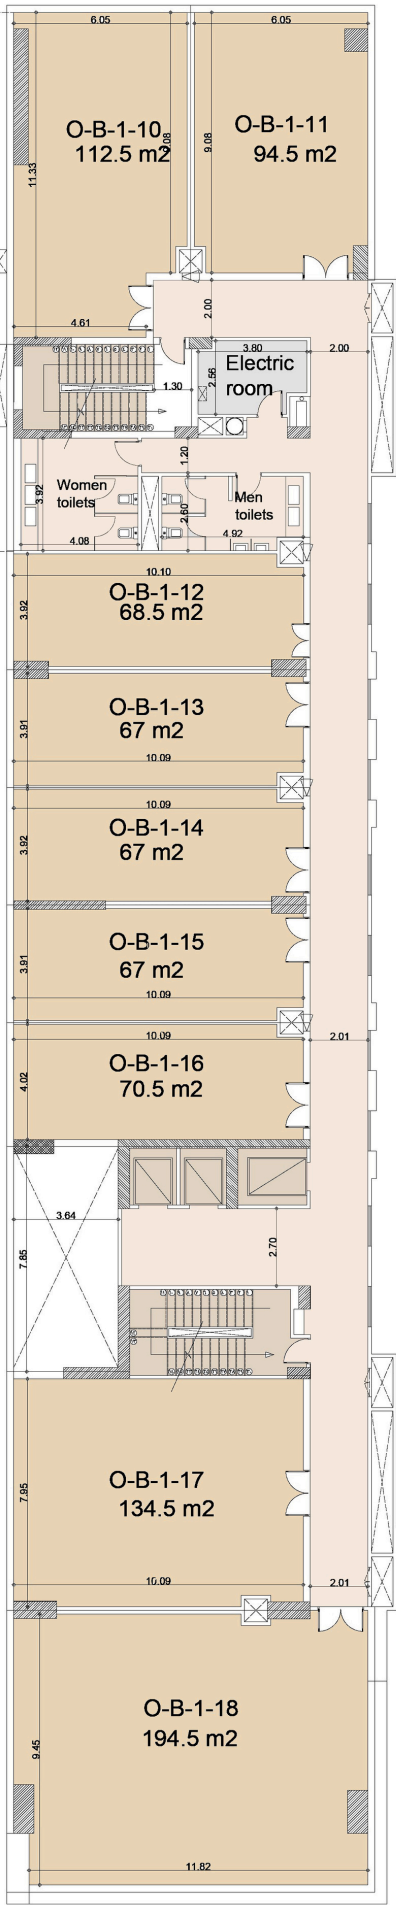 6.05
6.05
O-B-1-10
112.5 m2
9.08
O-B-1-11
94.5 m2
9.08
11.33
2.00
4.61
3.80
2.00
Electric
room
2.56
1.30
1.20
3.92
Women
toilets
Men
toilets
2.60
4.08
4.92
10.10
O-B-1-12
68.5 m2
3.92
O-B-1-13
67 m2
3.91
10.09
10.09
O-B-1-14
67 m2
3.92
O-B-1-15
67 m2
3.91
10.09
10.09
2.01
O-B-1-16
70.5 m2
4.02
3.64
7.85
2.70
O-B-1-17
134.5 m2
7.95
10.09
2.01
O-B-1-18
194.5 m2
9.45
11.82